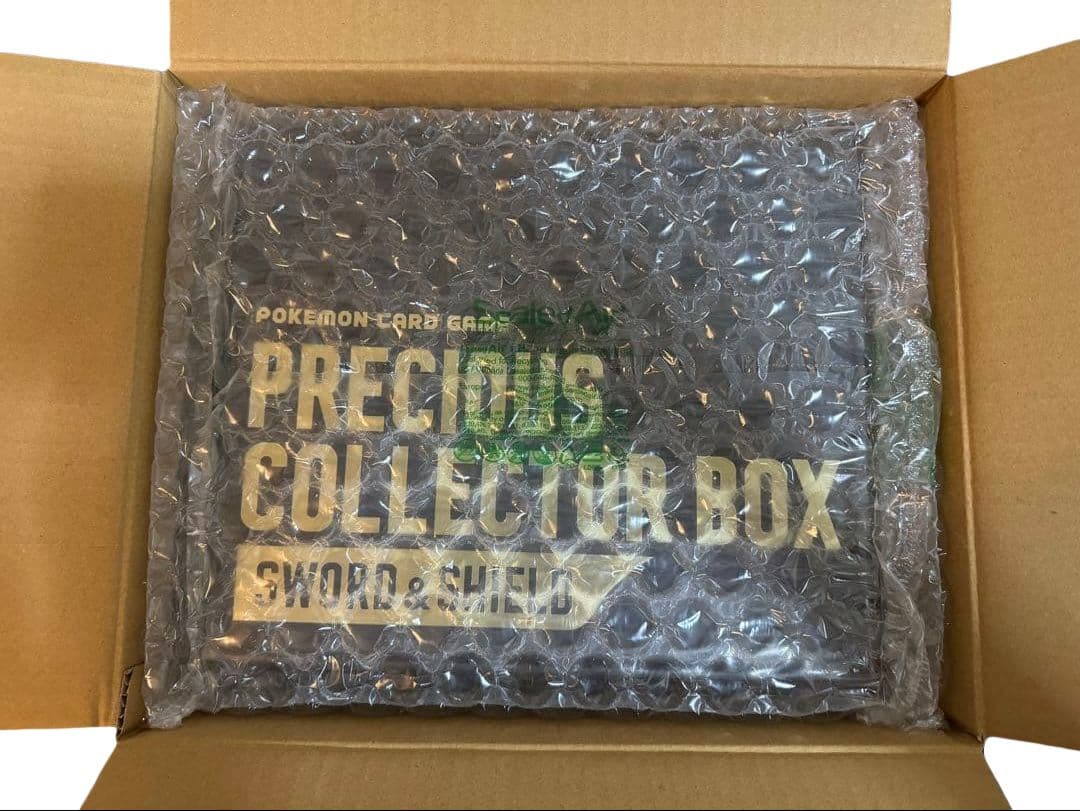 POKEMON CARD GAME
PRECIOUS
COLLECTOR BOX
SWORD & SHIELD